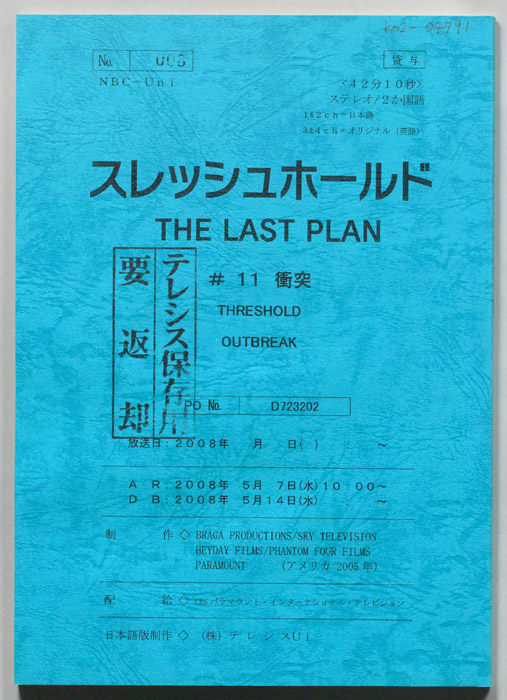 ko2-04791
No. 005
貸与
NBC-Uni
〈42分10秒〉
ステレオ/2か国語
1&2ch=日本語
3&4ch=オリジナル(英語)
スレッシュホールド
THE LAST PLAN
# 11 衝突
THRESHOLD
OUTBREAK
テレシス保存用
要返却
PO No. D723202
放送日:2008年 月 日( ) ~
AR:2008年 5月 7日(水)10:00~
DB:2008年 5月14日(水) ~
制作◇ BRAGA PRODUCTIONS/SKY TELEVISION
HEYDAY FILMS/PHANTOM FOUR FILMS
PARAMOUNT (アメリカ 2005年)
配給◇ CBSパラマウント・インターナショナル・テレビジョン
日本語版制作◇ (株)テレシスUi